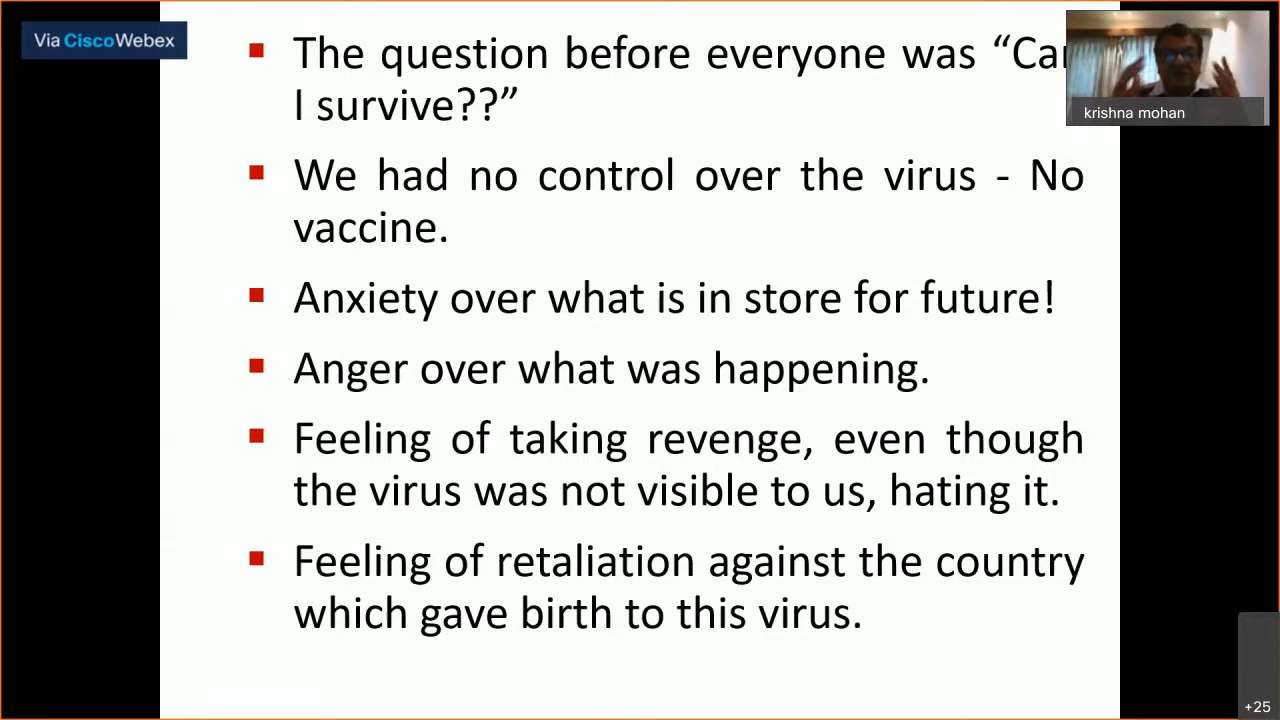 Via CiscoWebex
▪ The question before everyone was “Ca
I survive??”
krishna mohan
▪ We had no control over the virus - No
vaccine.
▪ Anxiety over what is in store for future!
▪ Anger over what was happening.
▪ Feeling of taking revenge, even though
the virus was not visible to us, hating it.
▪ Feeling of retaliation against the country
which gave birth to this virus.
+25